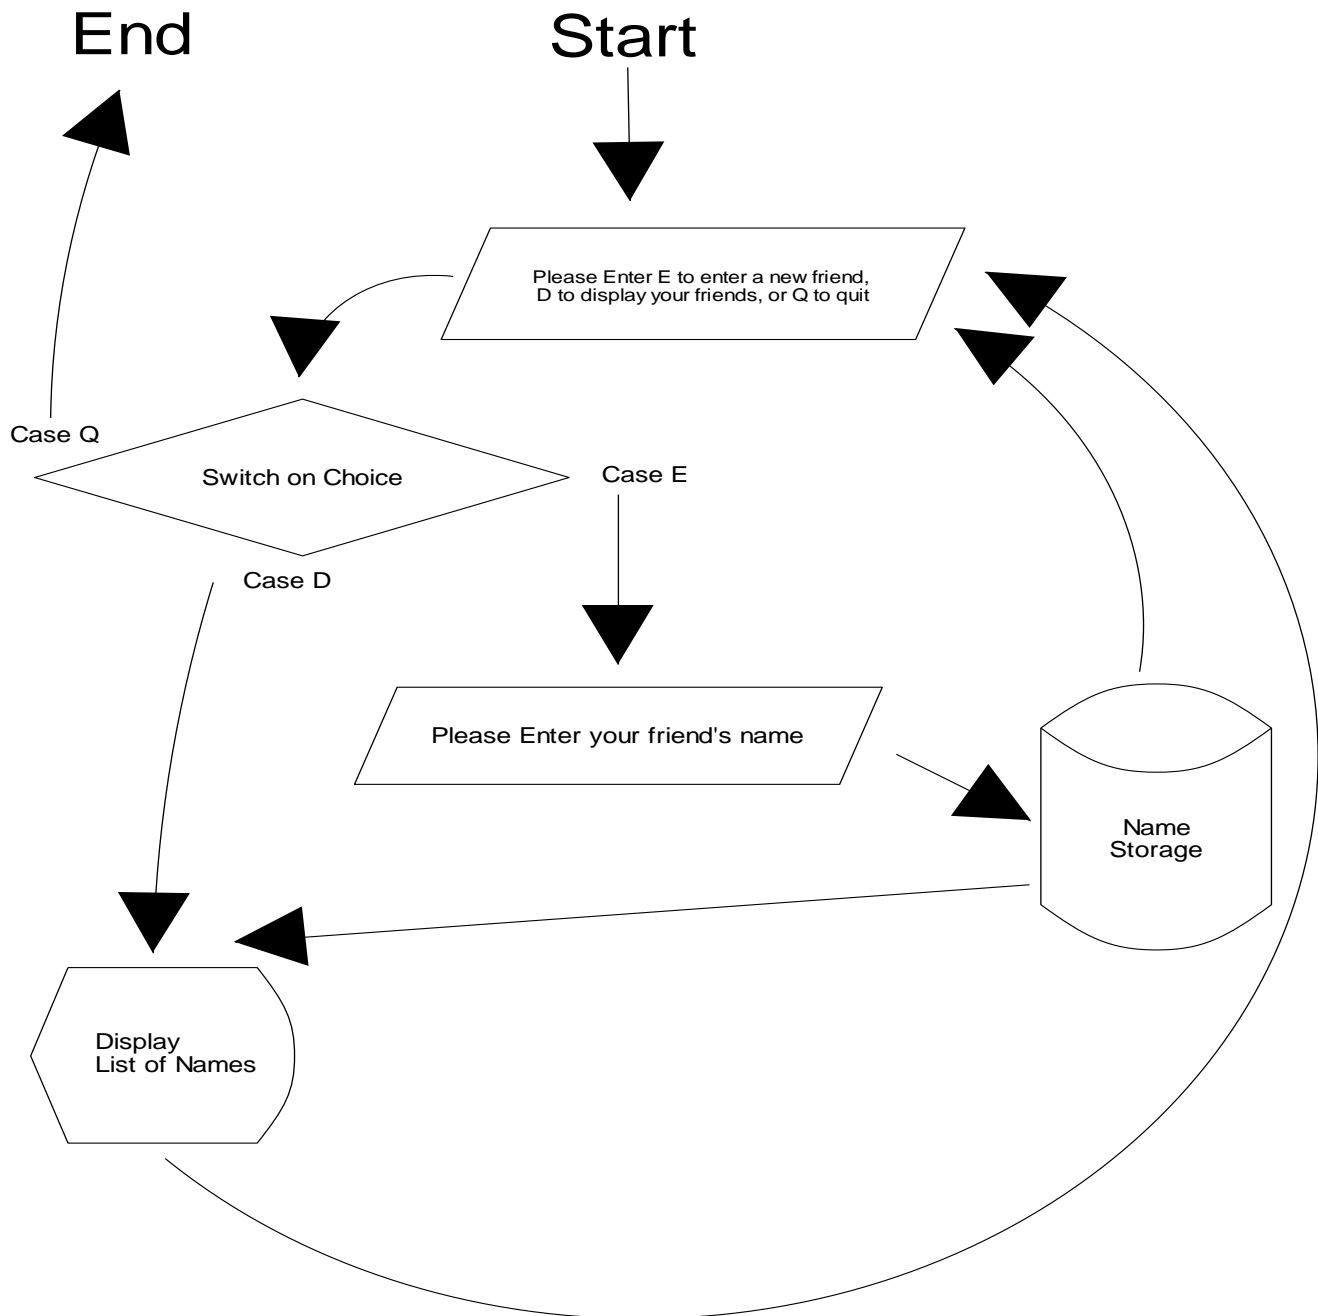 End
Start
Please Enter E to enter a new friend,
D to display your friends, or Q to quit
Case Q
Switch on Choice
Case E
Case D
Please Enter your friend's name
Name
Storage
Display
List of Names